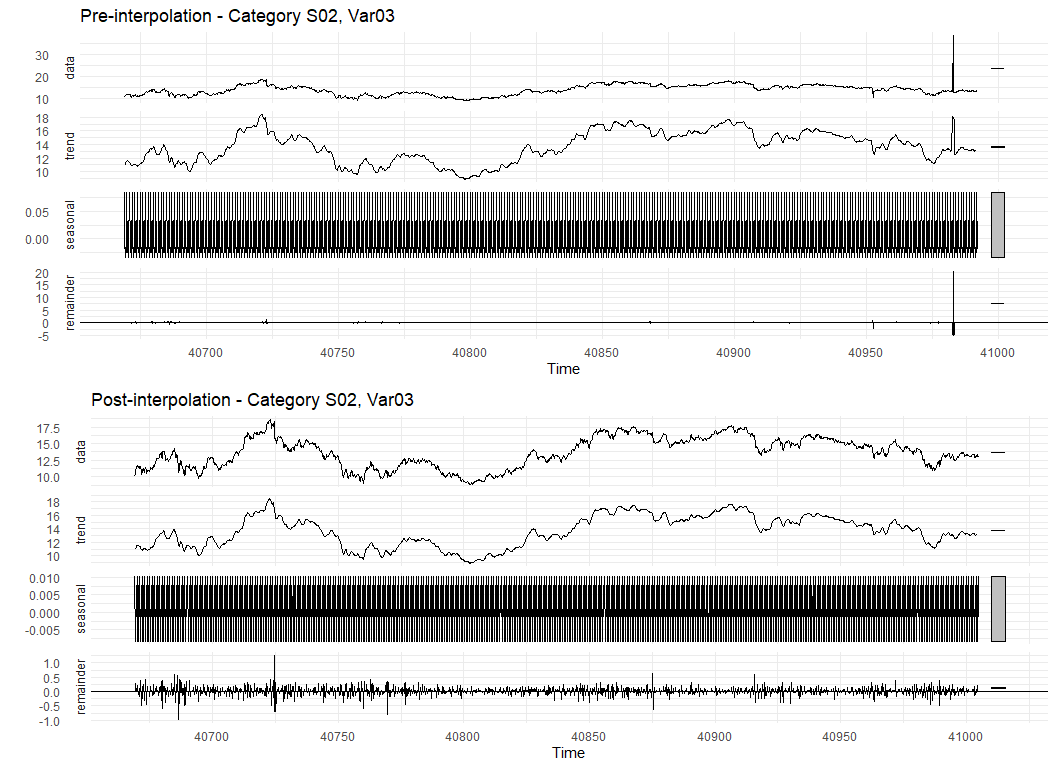 Pre-interpolation - Category S02, Var03
30
20
10
data
18
16
14
12
10
trend
0.05
0.00
seasonal
20
15
10
5
0
-5
remainder
40700 40750 40800 40850 40900 40950 41000
Time
Post-interpolation - Category S02, Var03
17.5
15.0
12.5
10.0
data
18
16
14
12
10
trend
0.010
0.005
0.000
-0.005
seasonal
1.0
0.5
0.0
-0.5
-1.0
remainder
40700 40750 40800 40850 40900 40950 41000
Time